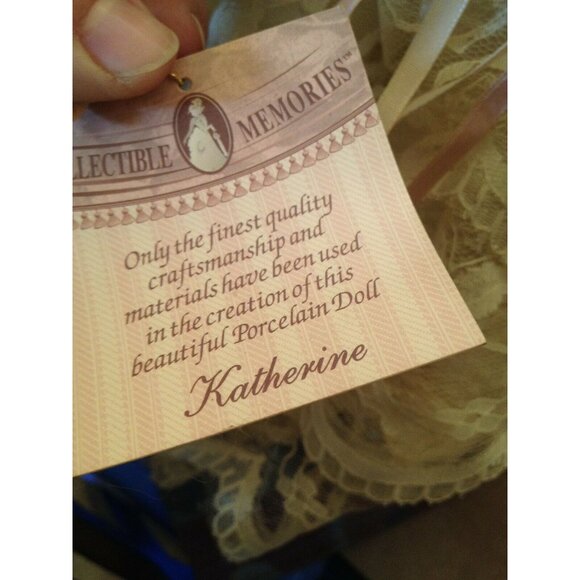 LLECTIBLE MEMORIES™
Only the finest quality
craftsmanship and
materials have been used
in the creation of this
beautiful Porcelain Doll
Katherine